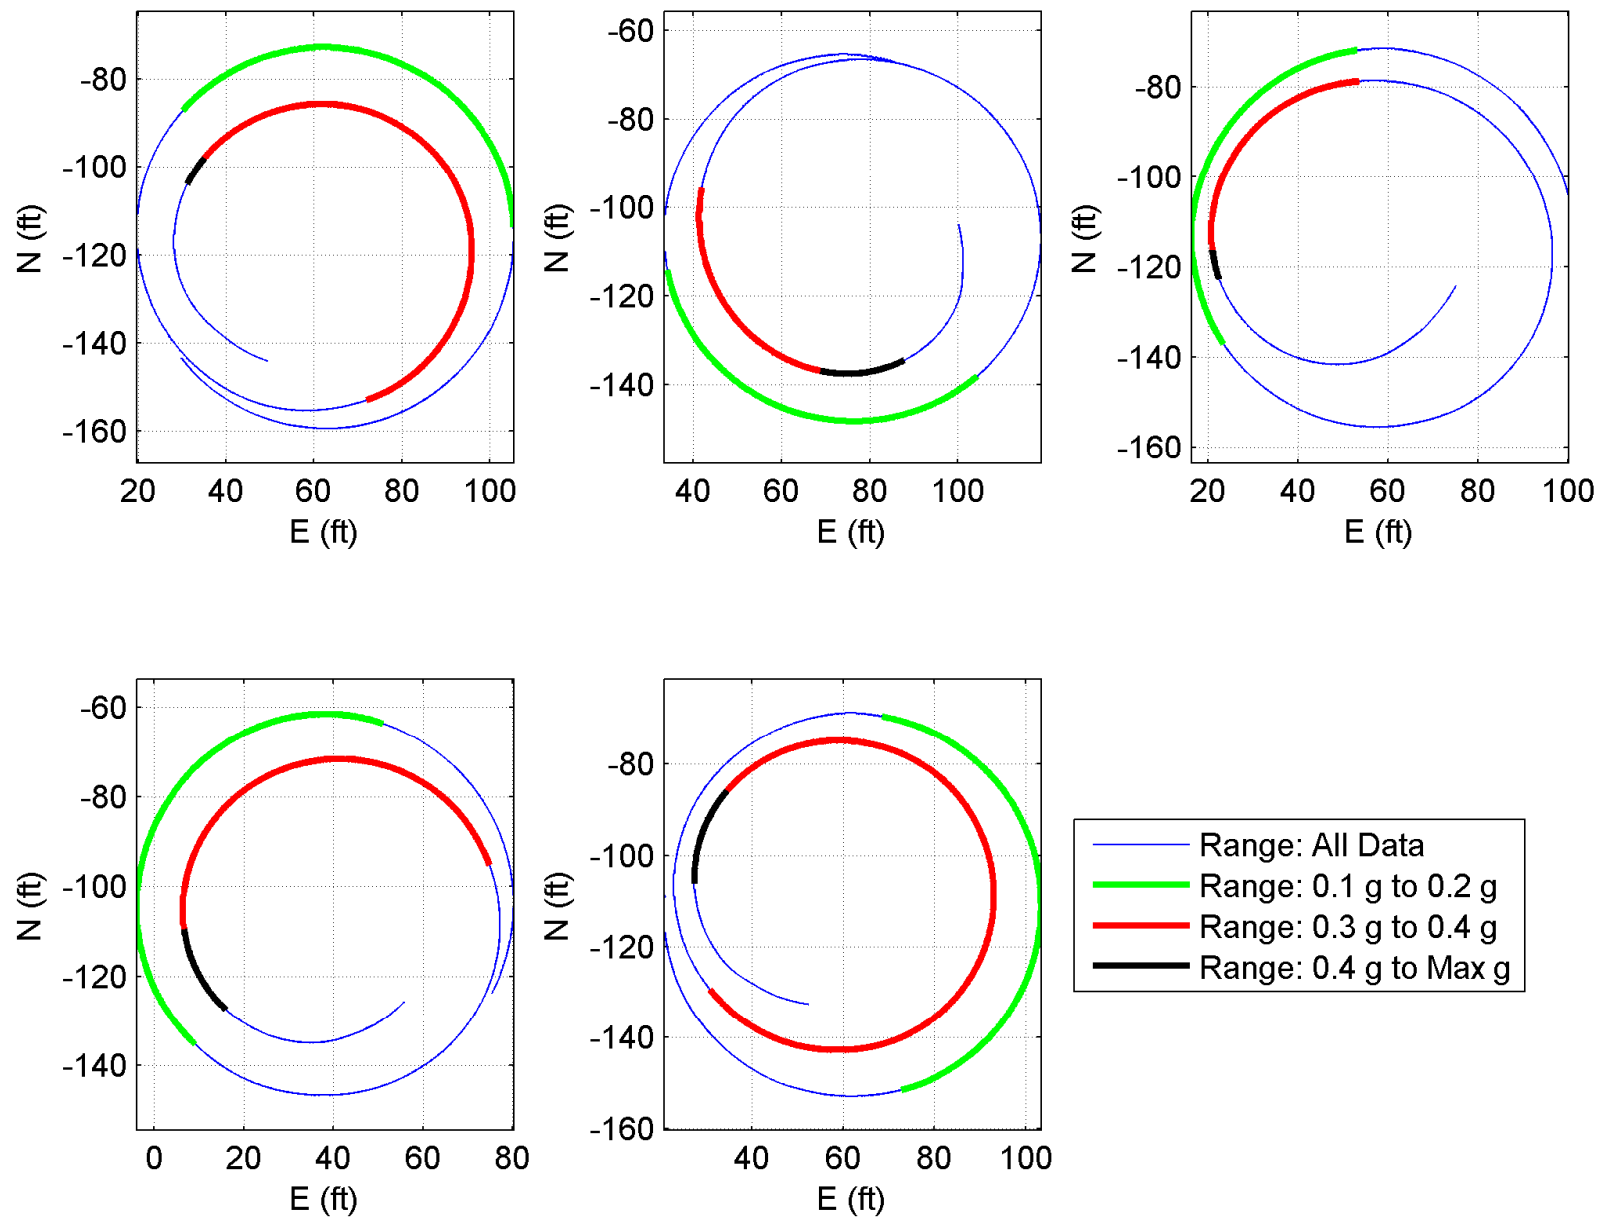 -80
-100
-120
-140
-160
20 40 60 80 100
N (ft)
E (ft)
-60
-80
-100
-120
-140
40 60 80 100
N (ft)
E (ft)
-80
-100
-120
-140
-160
20 40 60 80 100
N (ft)
E (ft)
-60
-80
-100
-120
-140
0 20 40 60 80
N (ft)
E (ft)
-80
-100
-120
-140
-160
40 60 80 100
N (ft)
E (ft)
Range: All Data
Range: 0.1 g to 0.2 g
Range: 0.3 g to 0.4 g
Range: 0.4 g to Max g